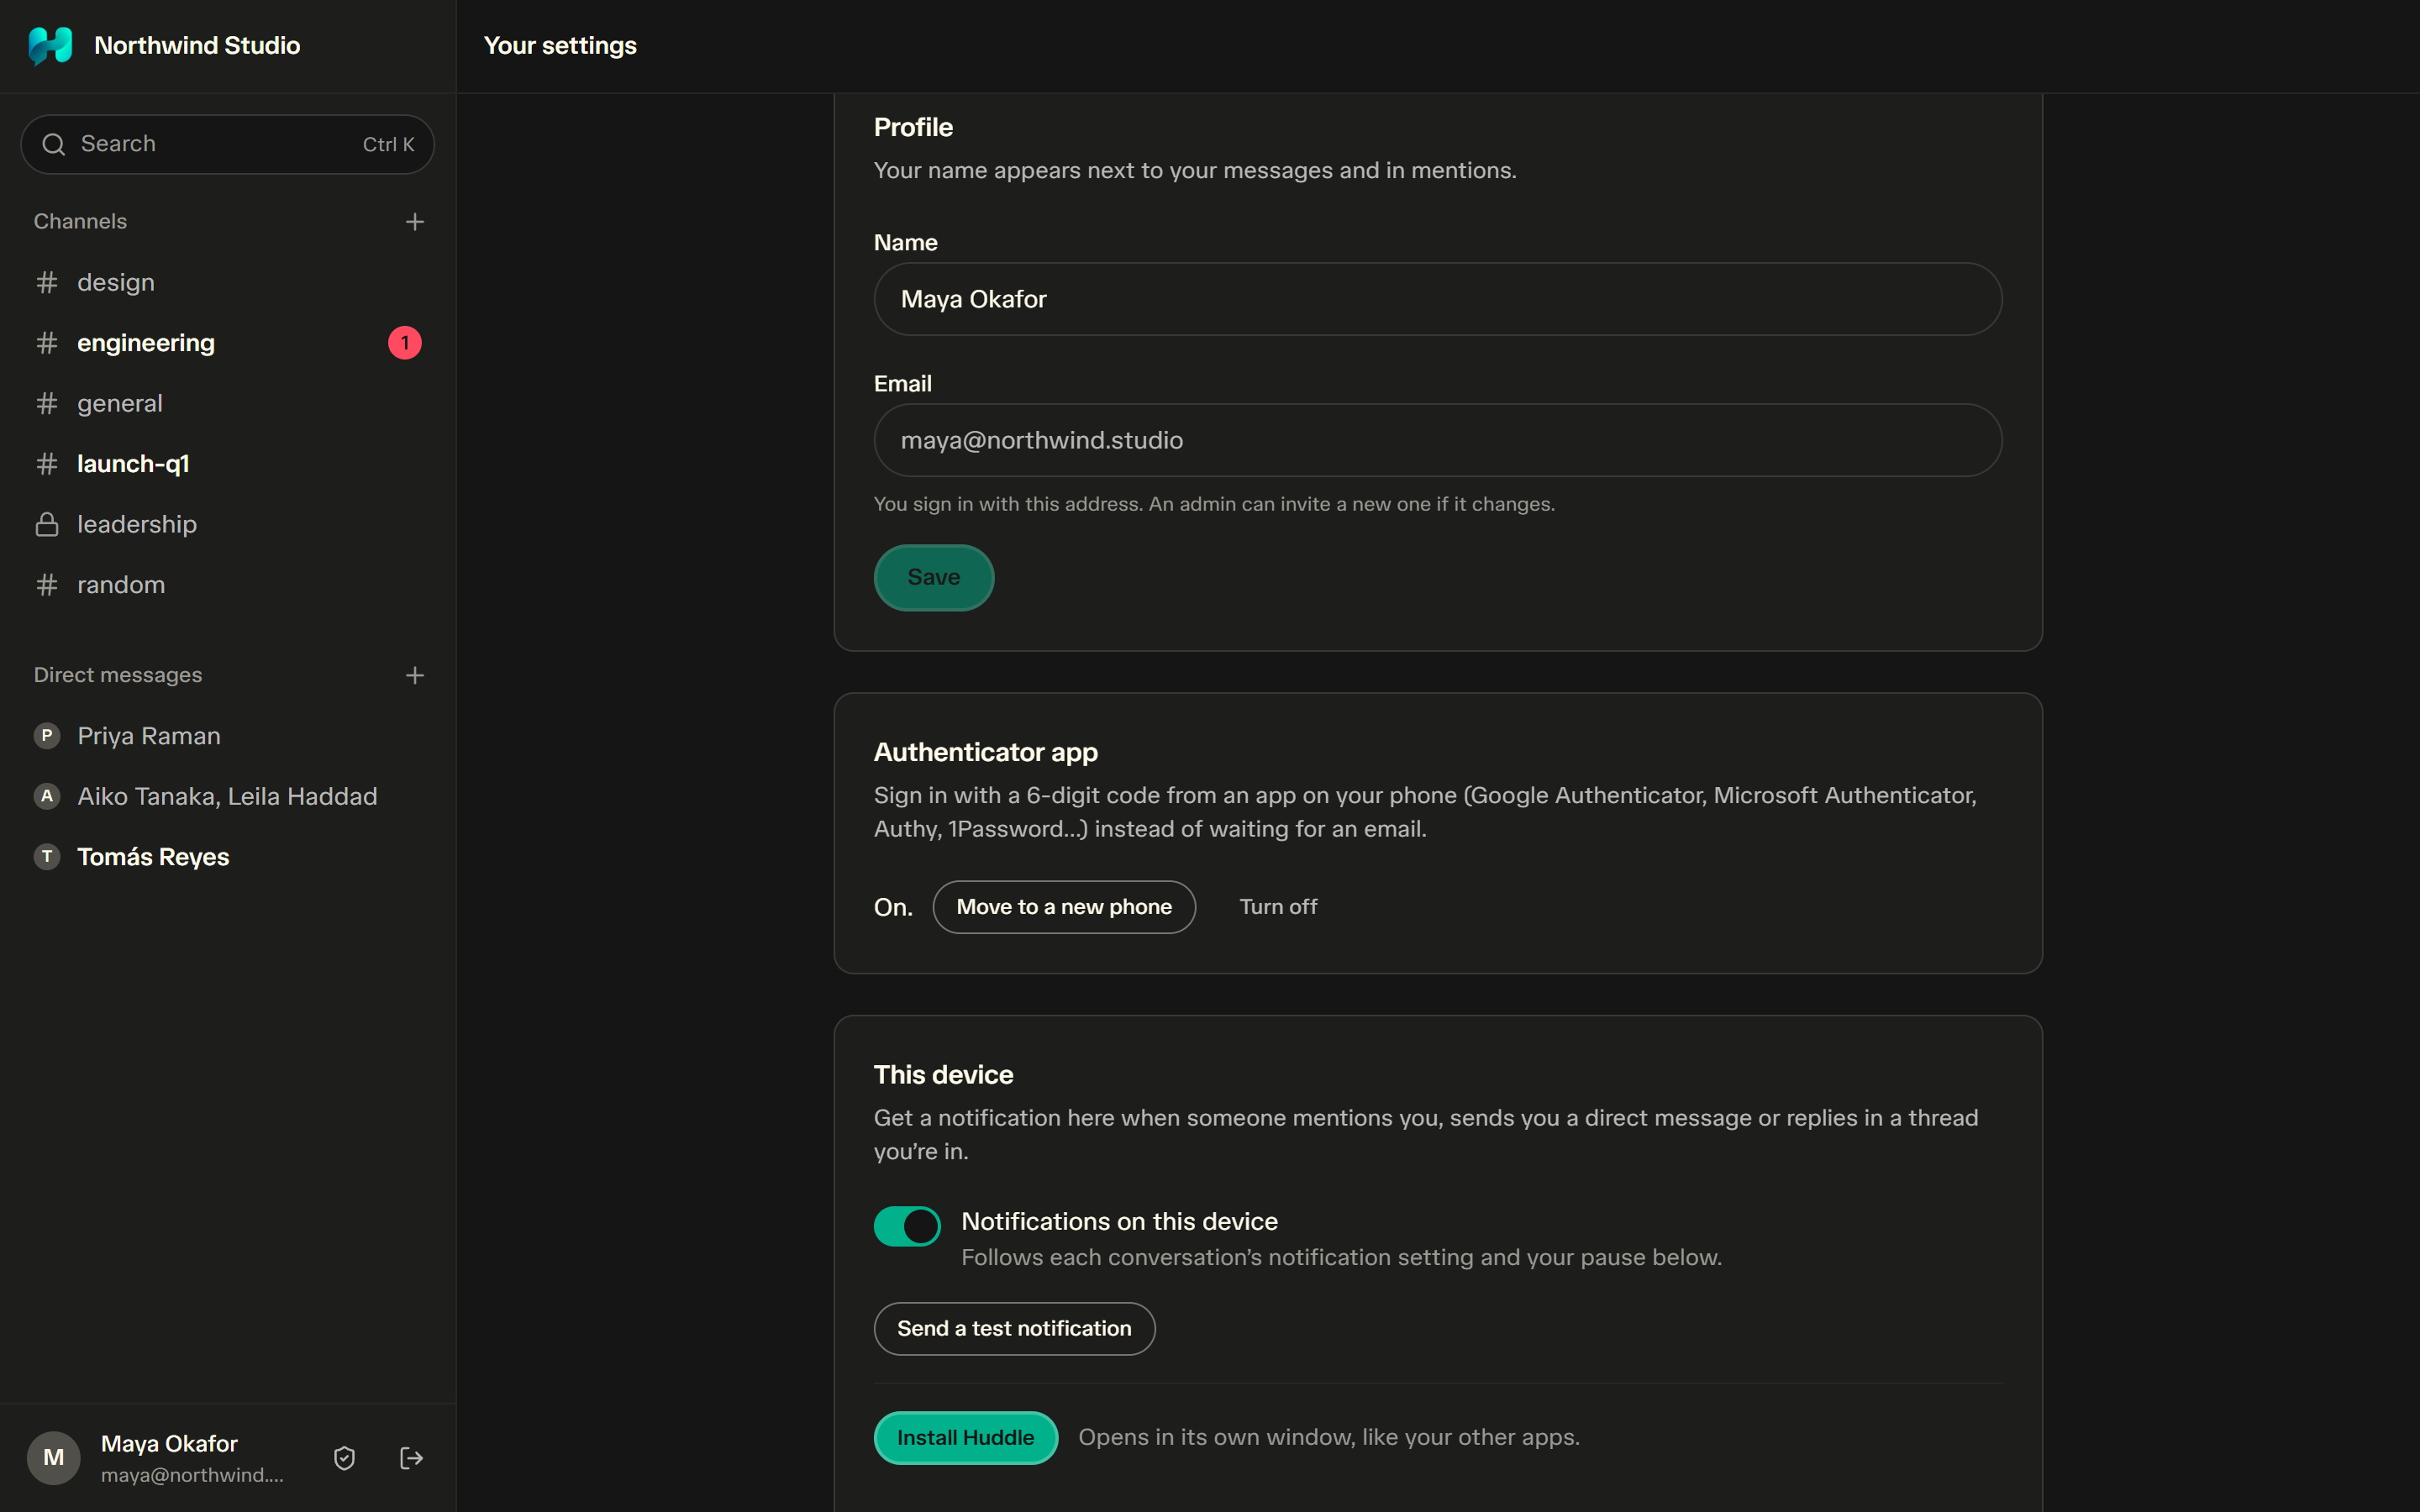 Northwind Studio
Search
Ctrl K
Channels
design
engineering
1
general
launch-q1
leadership
random
Direct messages
P
Priya Raman
A
Aiko Tanaka, Leila Haddad
T
Tomás Reyes
M
Maya Okafor
maya@northwind....
Your settings
Profile
Your name appears next to your messages and in mentions.
Name
Maya Okafor
Email
maya@northwind.studio
You sign in with this address. An admin can invite a new one if it changes.
Save
Authenticator app
Sign in with a 6-digit code from an app on your phone (Google Authenticator, Microsoft Authenticator,
Authy, 1Password...) instead of waiting for an email.
On.
Move to a new phone
Turn off
This device
Get a notification here when someone mentions you, sends you a direct message or replies in a thread
you’re in.
Notifications on this device
Follows each conversation’s notification setting and your pause below.
Send a test notification
Install Huddle
Opens in its own window, like your other apps.